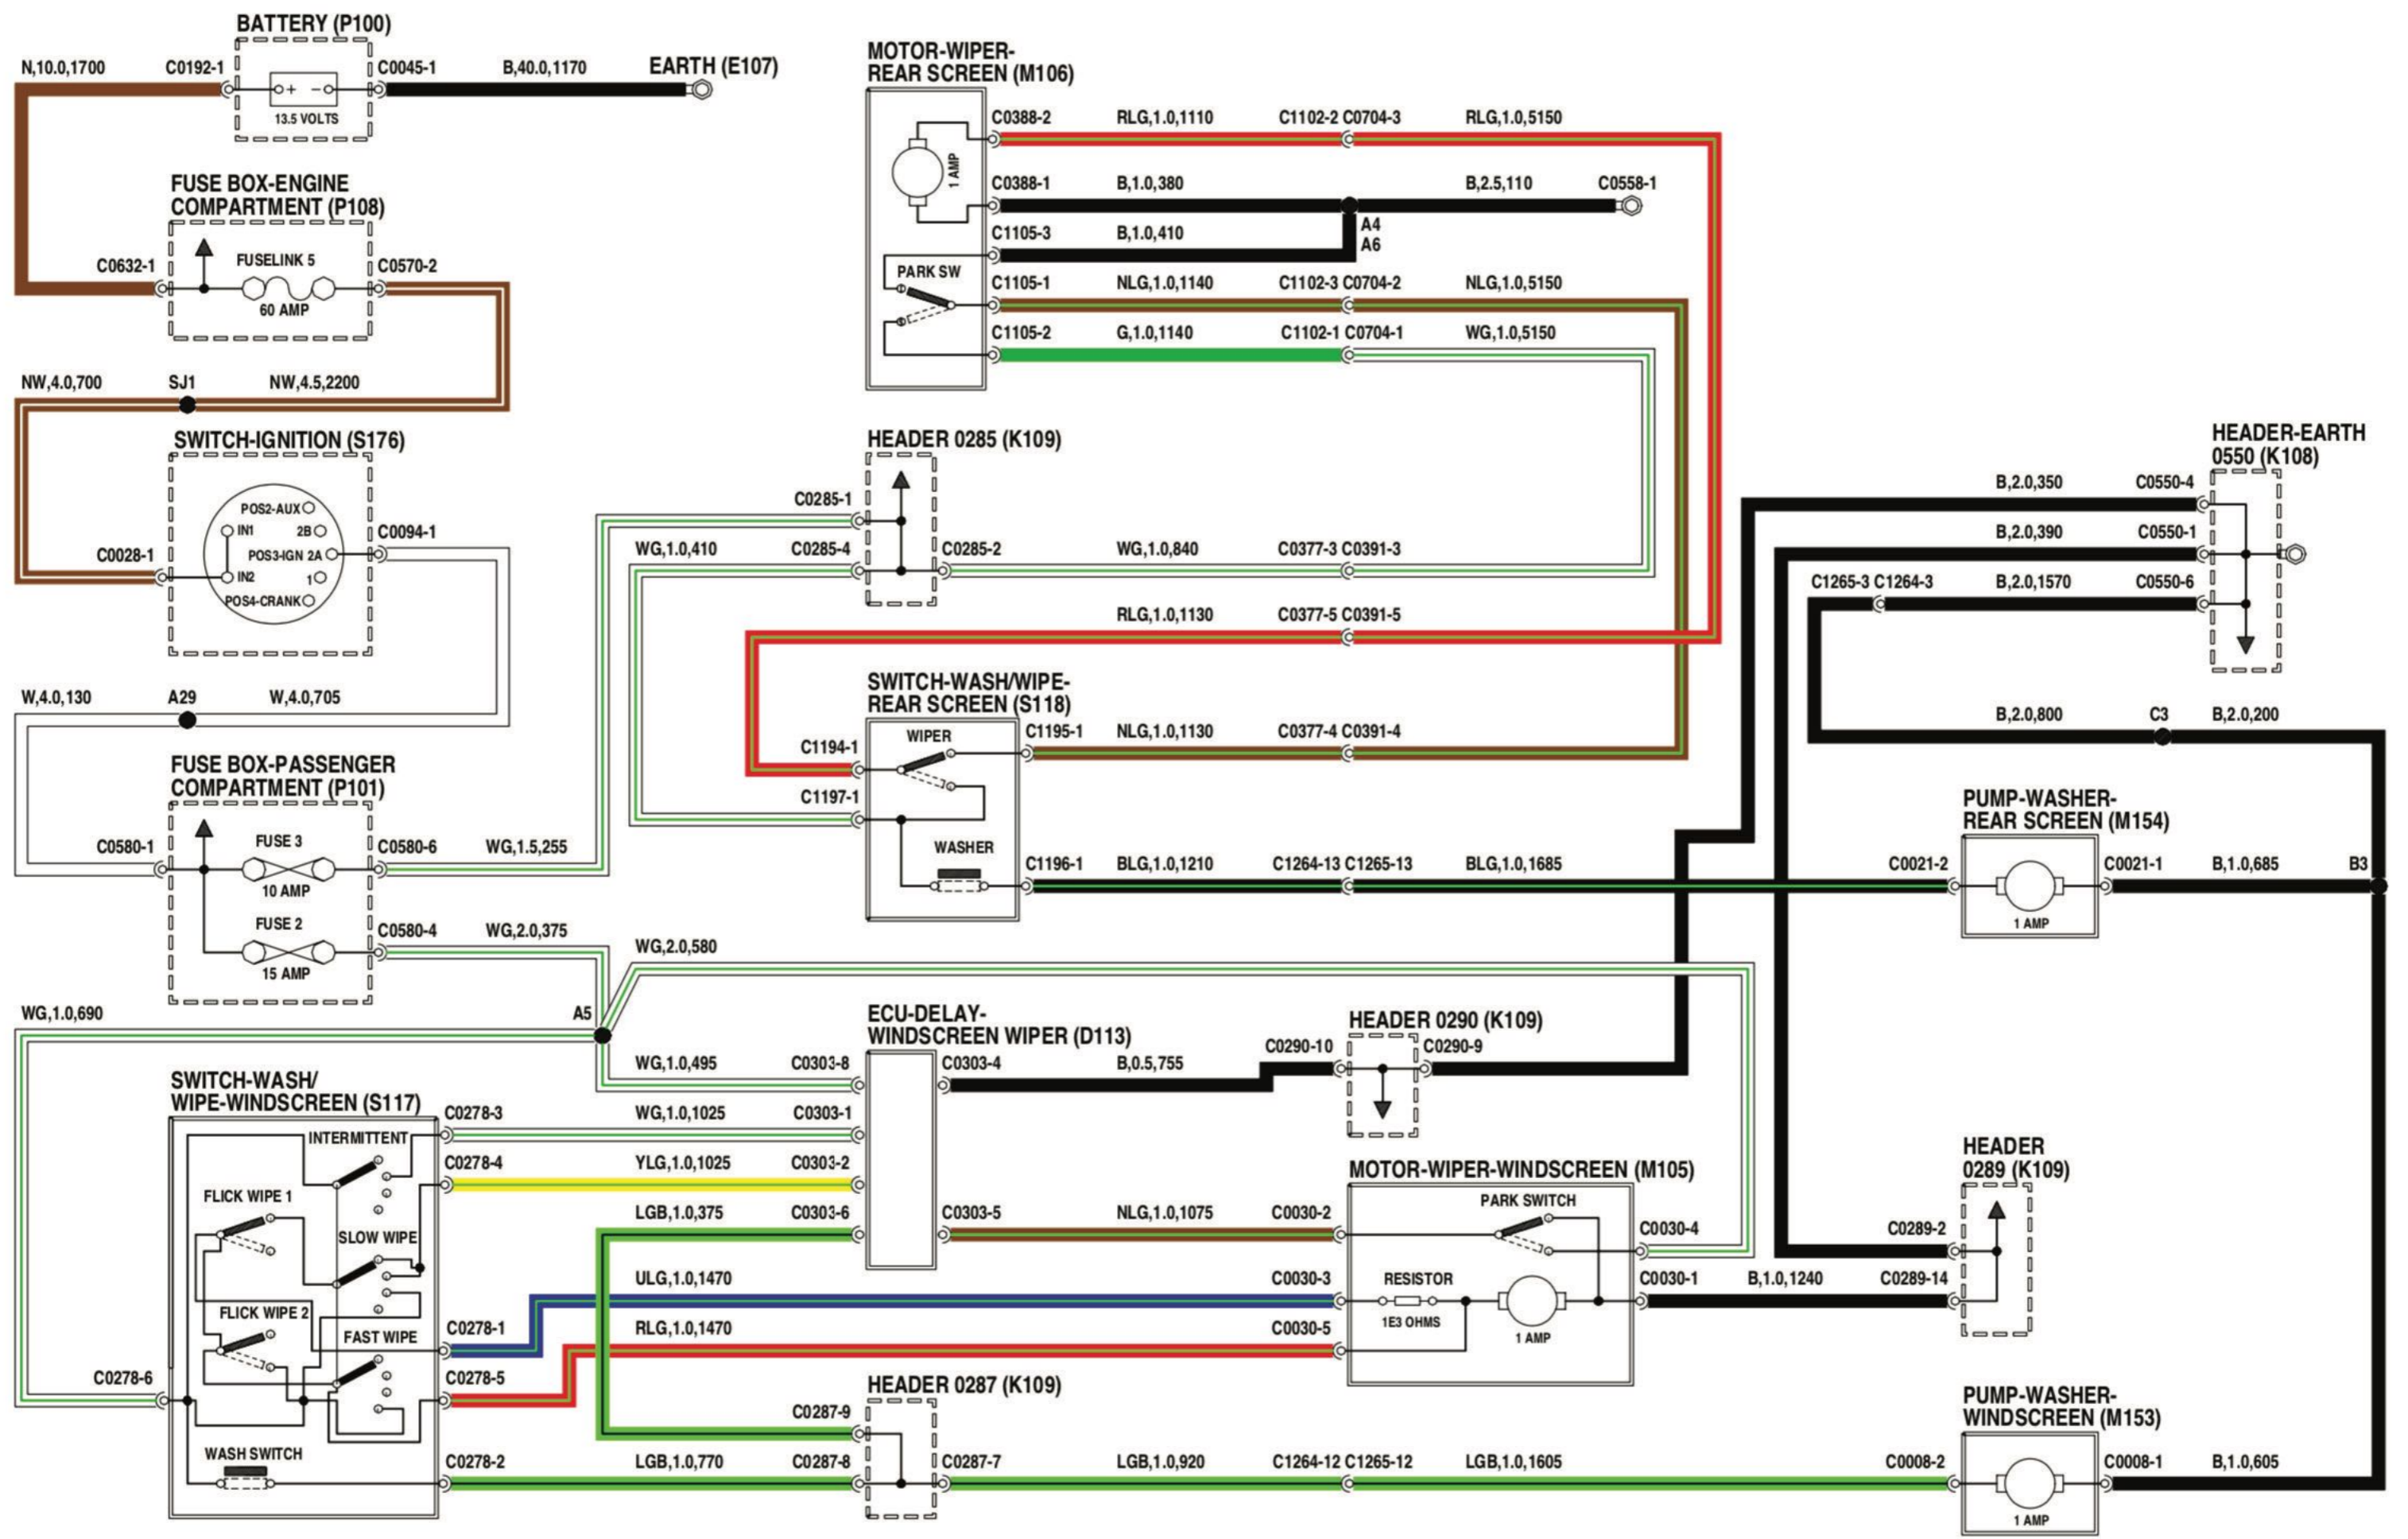 BATTERY (P100)
N,10.0,1700
C0192-1
C0045-1
B,40.0,1170
EARTH (E107)
+ −
13.5 VOLTS
FUSE BOX-ENGINE
COMPARTMENT (P108)
C0632-1
FUSELINK 5
60 AMP
C0570-2
NW,4.0,700
SJ1
NW,4.5,2200
SWITCH-IGNITION (S176)
POS2-AUX
IN1
2B
POS3-IGN 2A
IN2
1
POS4-CRANK
C0028-1
C0094-1
W,4.0,130
A29
W,4.0,705
FUSE BOX-PASSENGER
COMPARTMENT (P101)
C0580-1
FUSE 3
10 AMP
C0580-6
WG,1.5,255
FUSE 2
15 AMP
C0580-4
WG,2.0,375
WG,2.0,580
WG,1.0,690
A5
SWITCH-WASH/
WIPE-WINDSCREEN (S117)
INTERMITTENT
FLICK WIPE 1
SLOW WIPE
FLICK WIPE 2
FAST WIPE
WASH SWITCH
C0278-6
C0278-3
C0278-4
C0278-1
C0278-5
C0278-2
WG,1.0,495
C0303-8
WG,1.0,1025
C0303-1
YLG,1.0,1025
C0303-2
LGB,1.0,375
C0303-6
ULG,1.0,1470
RLG,1.0,1470
LGB,1.0,770
MOTOR-WIPER-
REAR SCREEN (M106)
1 AMP
PARK SW
C0388-2
RLG,1.0,1110
C1102-2 C0704-3
RLG,1.0,5150
C0388-1
B,1.0,380
B,2.5,110
C0558-1
A4
A6
C1105-3
B,1.0,410
C1105-1
NLG,1.0,1140
C1102-3 C0704-2
NLG,1.0,5150
C1105-2
G,1.0,1140
C1102-1 C0704-1
WG,1.0,5150
HEADER 0285 (K109)
C0285-1
WG,1.0,410
C0285-4
C0285-2
WG,1.0,840
C0377-3 C0391-3
RLG,1.0,1130
C0377-5 C0391-5
SWITCH-WASH/WIPE-
REAR SCREEN (S118)
WIPER
WASHER
C1194-1
C1197-1
C1195-1
NLG,1.0,1130
C0377-4 C0391-4
C1196-1
BLG,1.0,1210
C1264-13 C1265-13
BLG,1.0,1685
ECU-DELAY-
WINDSCREEN WIPER (D113)
C0303-4
B,0.5,755
C0303-5
NLG,1.0,1075
HEADER 0290 (K109)
C0290-10
C0290-9
MOTOR-WIPER-WINDSCREEN (M105)
PARK SWITCH
C0030-2
C0030-4
C0030-3
RESISTOR
1E3 OHMS
1 AMP
C0030-1
B,1.0,1240
C0289-14
C0030-5
HEADER 0287 (K109)
C0287-9
C0287-8
C0287-7
LGB,1.0,920
C1264-12 C1265-12
LGB,1.0,1605
HEADER-EARTH
0550 (K108)
B,2.0,350
C0550-4
B,2.0,390
C0550-1
C1265-3 C1264-3
B,2.0,1570
C0550-6
B,2.0,800
C3
B,2.0,200
PUMP-WASHER-
REAR SCREEN (M154)
C0021-2
C0021-1
B,1.0,685
B3
1 AMP
HEADER
0289 (K109)
C0289-2
PUMP-WASHER-
WINDSCREEN (M153)
C0008-2
C0008-1
B,1.0,605
1 AMP